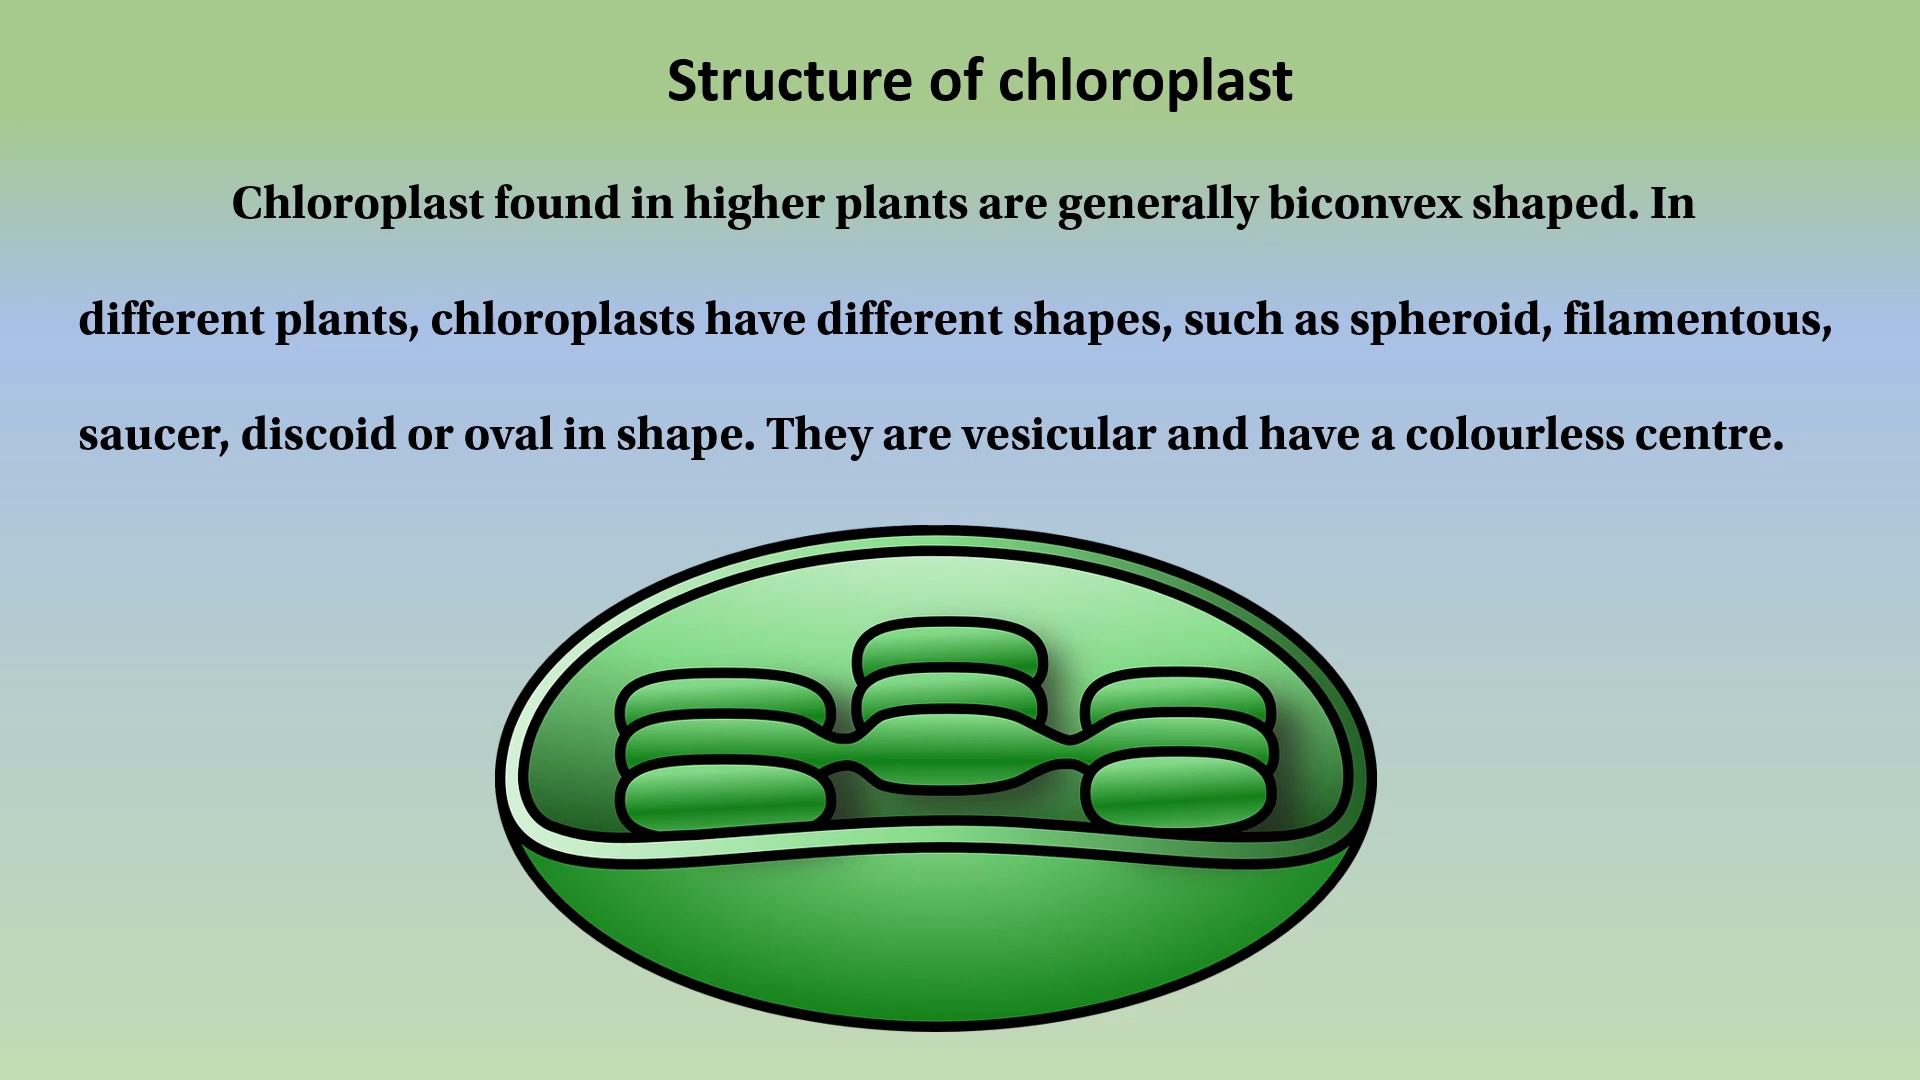 Structure of chloroplast
Chloroplast found in higher plants are generally biconvex shaped. In
different plants, chloroplasts have different shapes, such as spheroid, filamentous,
saucer, discoid or oval in shape. They are vesicular and have a colourless centre.